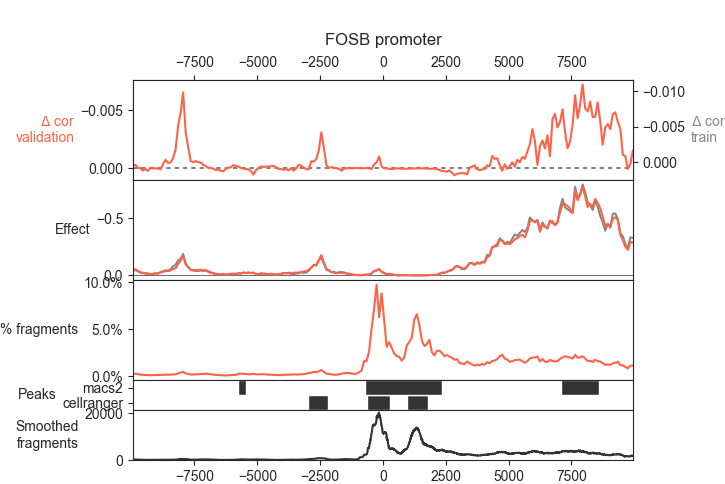 FOSB promoter
−7500 −5000 −2500 0 2500 5000 7500
Δ cor
validation
−0.005
0.000
−0.010
−0.005
0.000
Δ cor
train
Effect
−0.5
0.0
% fragments
10.0%
5.0%
0.0%
Peaks
macs2
cellranger
Smoothed
fragments
20000
0
−7500 −5000 −2500 0 2500 5000 7500